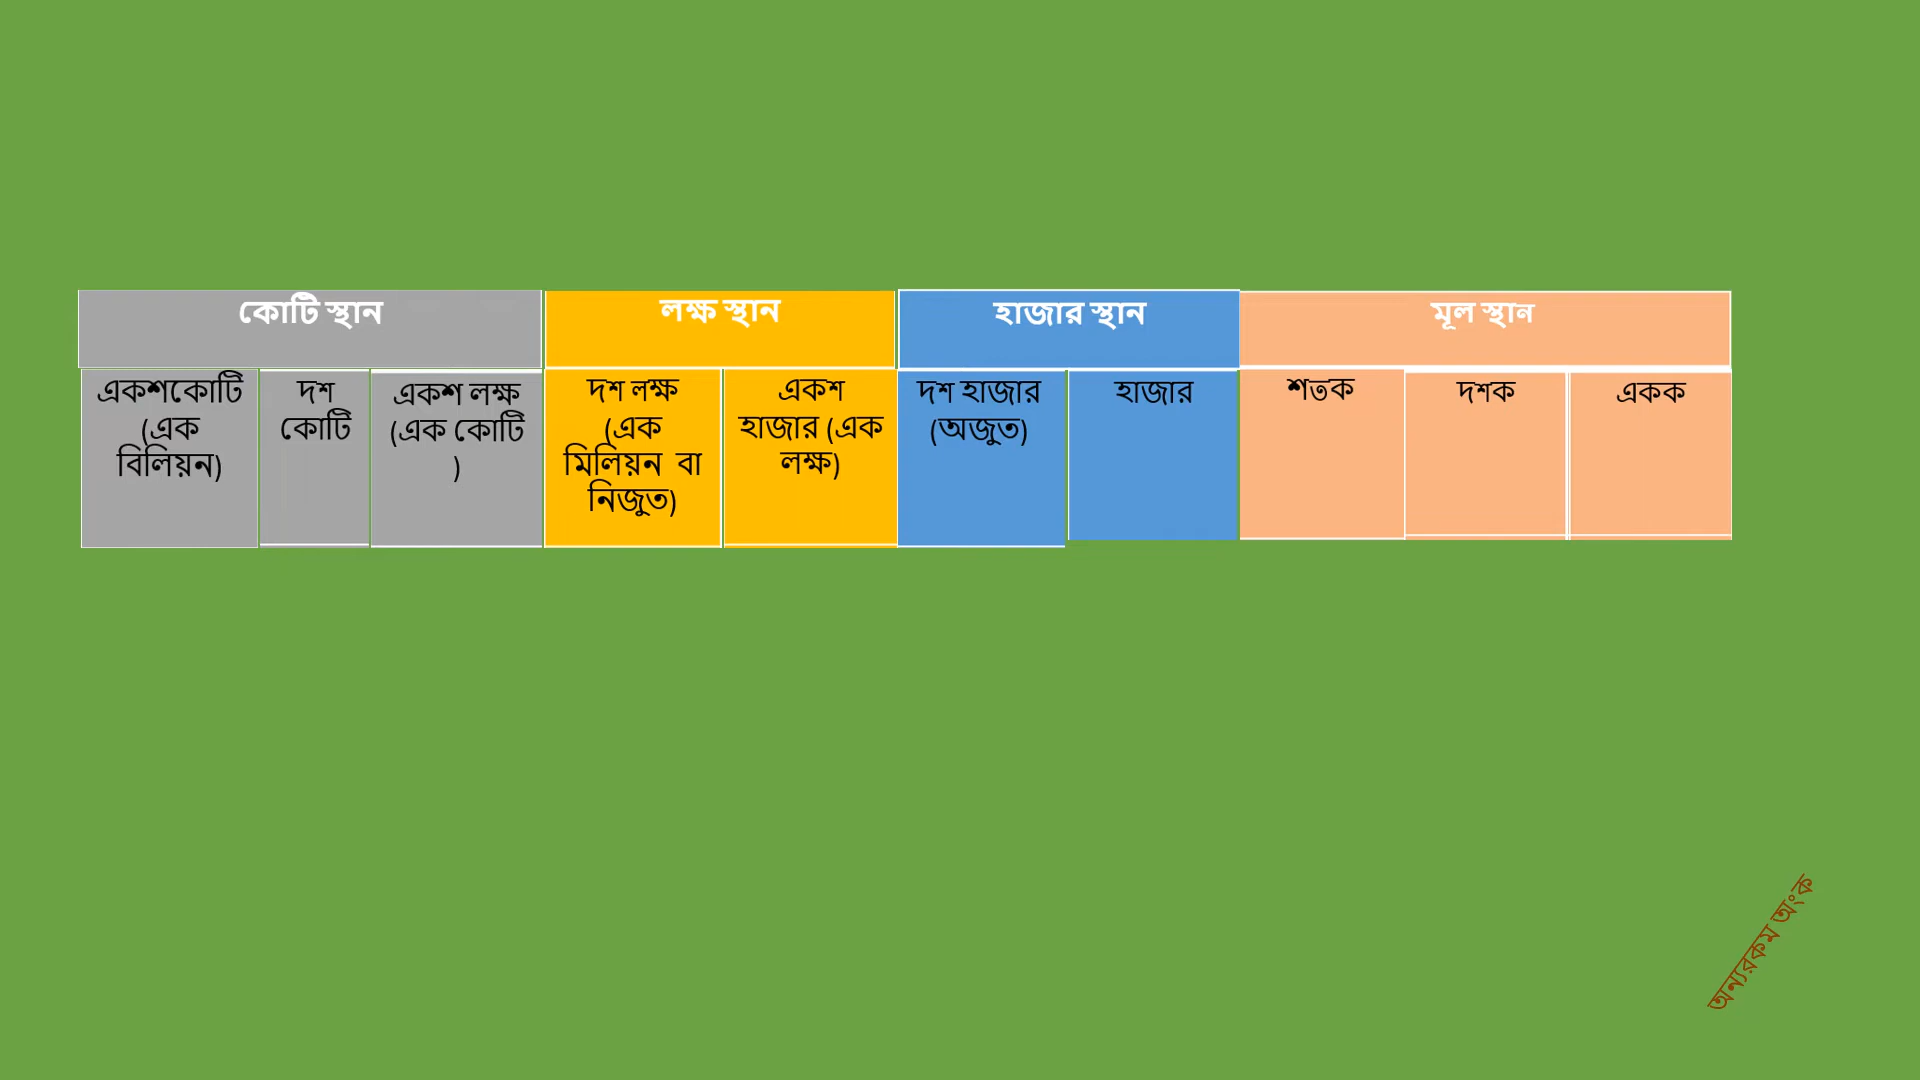 কোটি স্থান
লক্ষ স্থান
হাজার স্থান
মূল স্থান
একশকোটি
(এক
বিলিয়ন)
দশ
কোটি
একশ লক্ষ
(এক কোটি
)
দশ লক্ষ
(এক
মিলিয়ন বা
নিজুত)
একশ
হাজার (এক
লক্ষ)
দশ হাজার
(অজুত)
হাজার
শতক
দশক
একক
অন্যরকম অংক